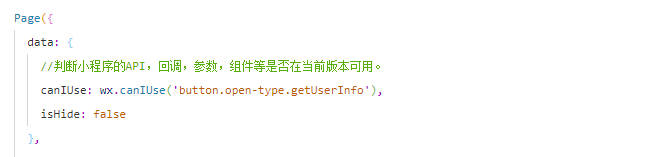 Page({
data: {
//判断小程序的API，回调，参数，组件等是否在当前版本可用。
canIUse: wx.canIUse('button.open-type.getUserInfo'),
isHide: false
},